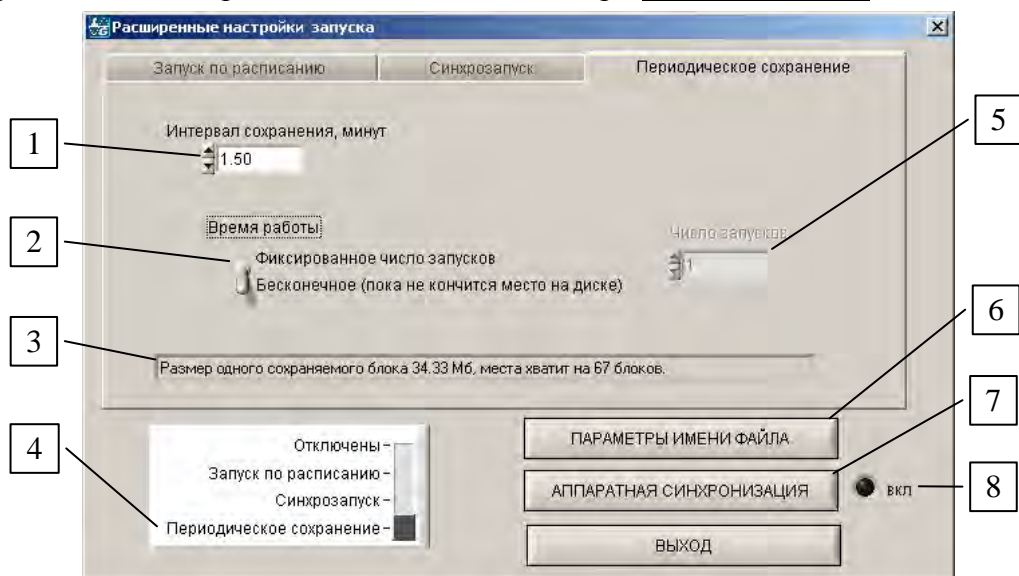 Расширенные настройки запуска
Запуск по расписанию
Синхрозапуск
Периодическое сохранение
1
Интервал сохранения, минут
1.50
5
2
Время работы
Число запусков
Фиксированное число запусков
1
Бесконечное (пока не кончится место на диске)
3
6
Размер одного сохраняемого блока 34.33 Мб, места хватит на 67 блоков.
7
4
Отключены
Запуск по расписанию
Синхрозапуск
Периодическое сохранение
ПАРАМЕТРЫ ИМЕНИ ФАЙЛА
АППАРАТНАЯ СИНХРОНИЗАЦИЯ
вкл
8
ВЫХОД